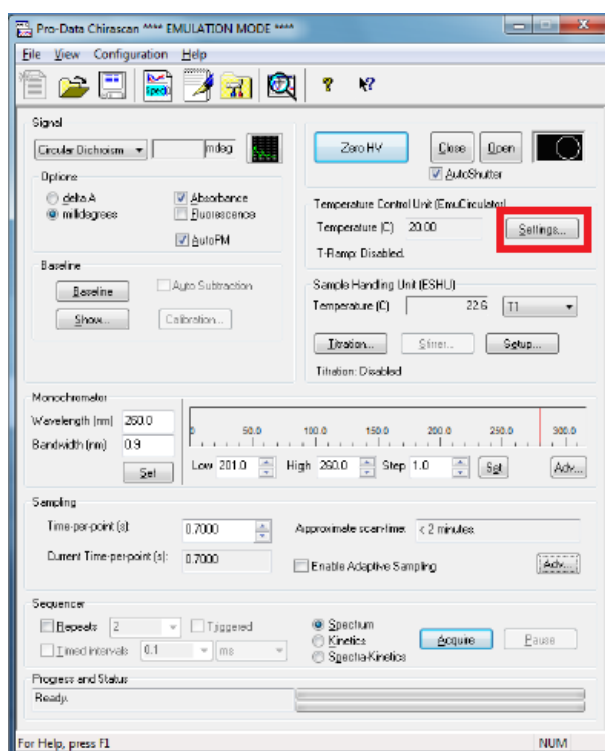 Pro-Data Chirascan **** EMULATION MODE ****
File View Configuration Help
Signal
Circular Dichroism mdeg
Options
delta A
millidegrees
Absorbance
Fluorescence
AutoPM
Baseline
Baseline
Auto Subtraction
Show...
Calibration...
Zero HV
Close
Open
AutoShutter
Temperature Control Unit (EmuCirculator)
Temperature (C) 20.00
Settings...
T-Ramp: Disabled.
Sample Handling Unit (ESHU)
Temperature (C) 22.6 T1
Titration...
Stirrer...
Setup...
Titration: Disabled
Monochromator
Wavelength (nm) 260.0
Bandwidth (nm) 0.9
Set
0 50.0 100.0 150.0 200.0 250.0 300.0
Low 201.0 High 260.0 Step 1.0 Set Adv...
Sampling
Time-per-point (s): 0.7000
Approximate scan-time: < 2 minutes
Current Time-per-point (s): 0.7000
Enable Adaptive Sampling
Adv...
Sequencer
Repeats 2 Triggered
Timed intervals 0.1 ms
Spectrum
Kinetics
Spectra-Kinetics
Acquire
Pause
Progress and Status
Ready.
For Help, press F1
NUM